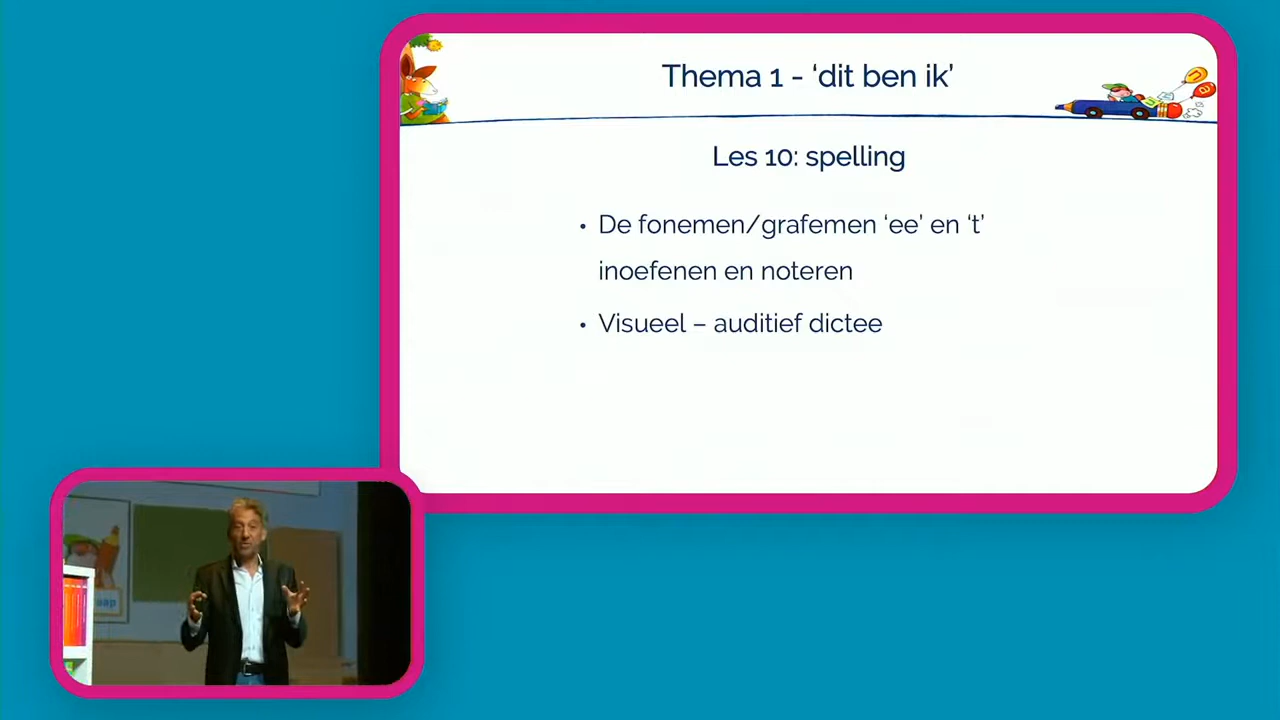 Thema 1 - ‘dit ben ik’
Les 10: spelling
• De fonemen/grafemen ‘ee’ en ‘t’
inoefenen en noteren
• Visueel – auditief dictee